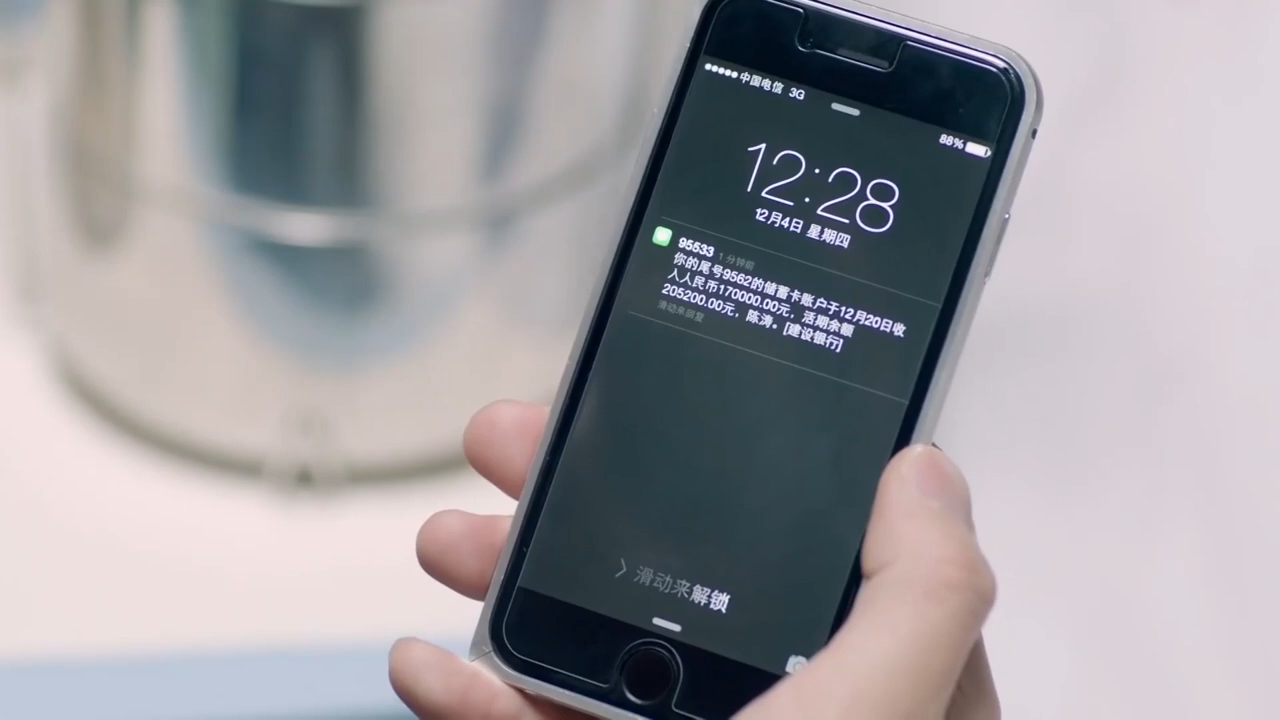 中国电信 3G
88%
12:28
12月4日 星期四
95533 1 分钟前
你的尾号9562的储蓄卡账户于12月20日收
入人民币170000.00元，活期余额
205200.00元，陈涛。[建设银行]
滑动来回复
滑动来解锁